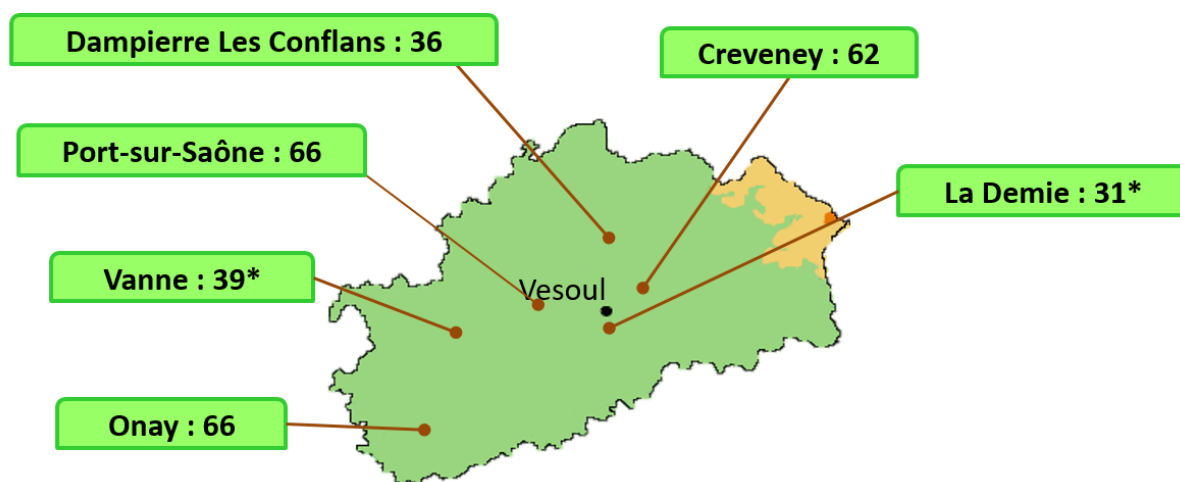 Dampierre Les Conflans : 36
Creveney : 62
Port-sur-Saône : 66
La Demie : 31*
Vanne : 39*
Vesoul
Onay : 66